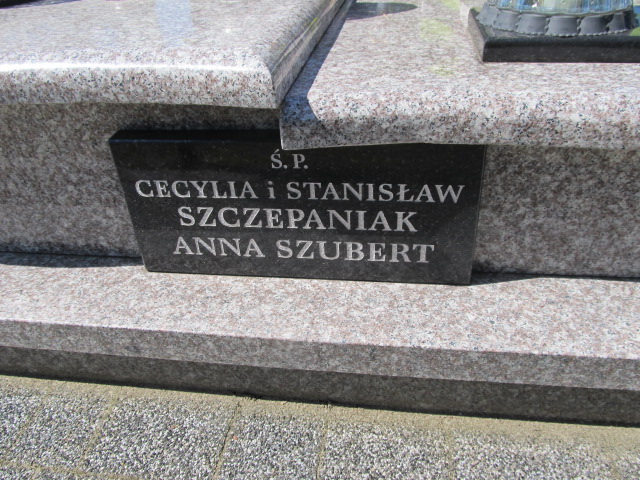 Ś. P.
CECYLIA i STANISŁAW
SZCZEPANIAK
ANNA SZUBERT